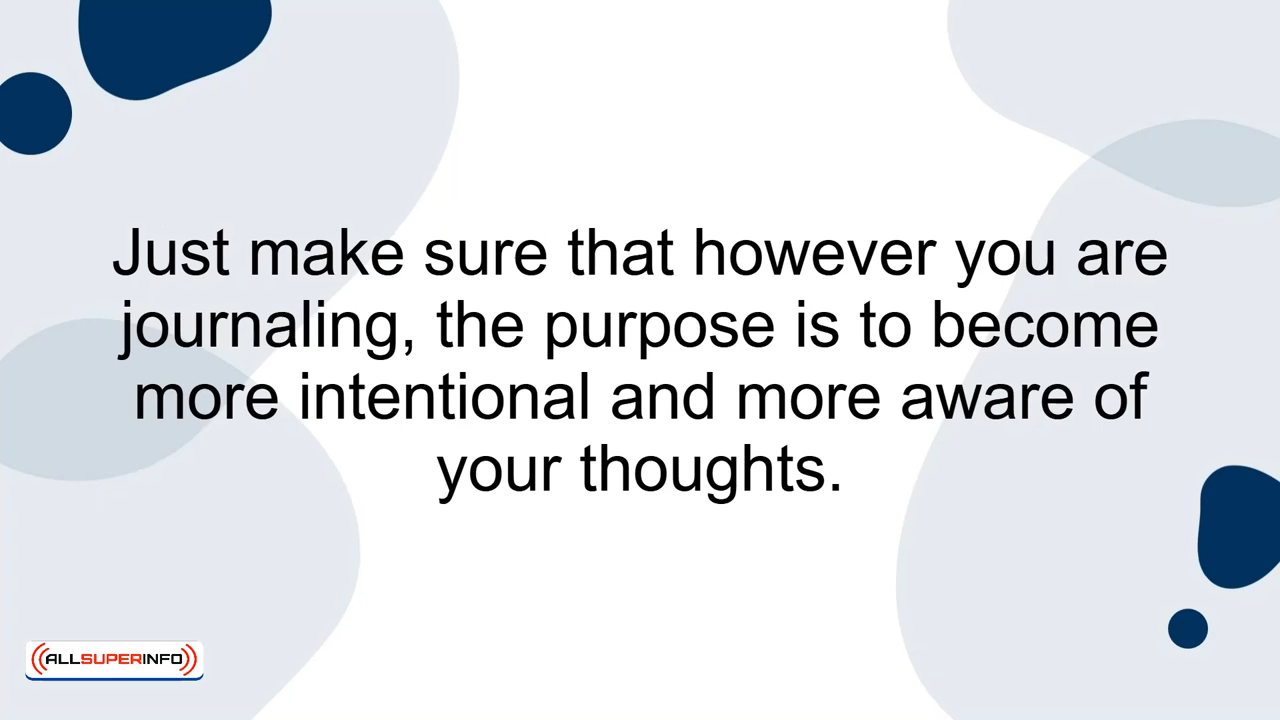 Just make sure that however you are
journaling, the purpose is to become
more intentional and more aware of
your thoughts.
ALLSUPERINFO